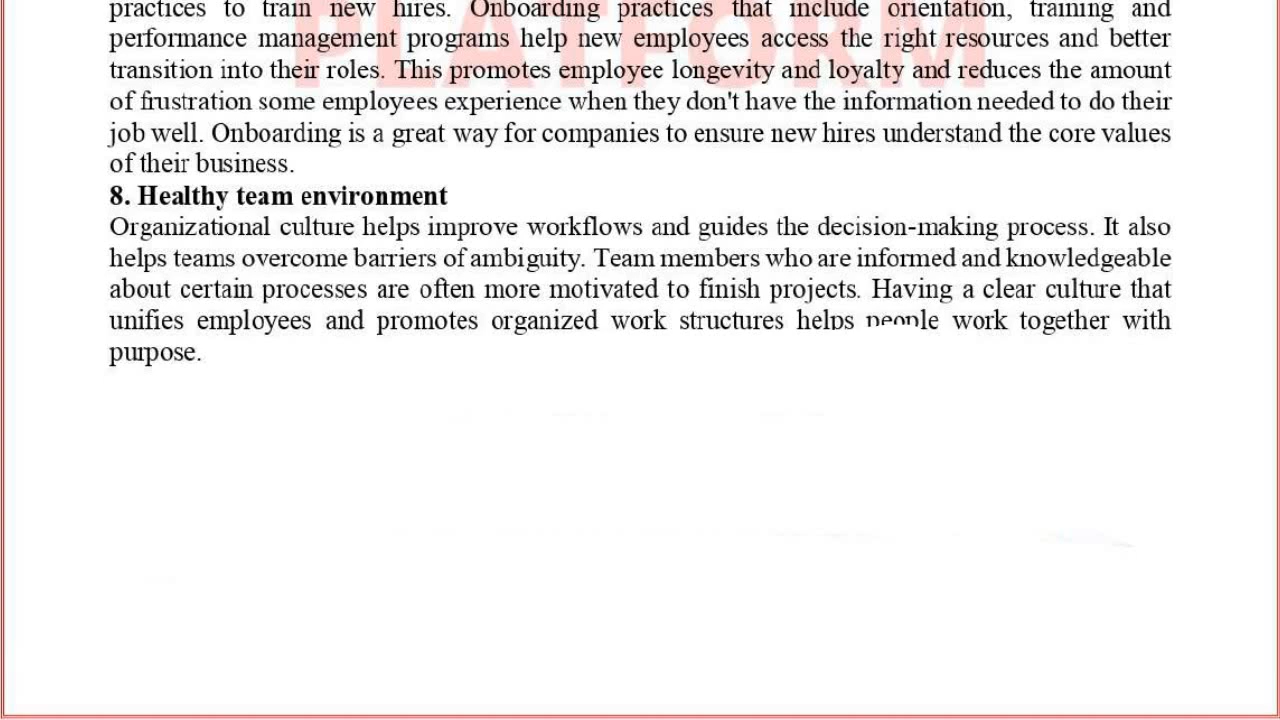 practices to train new hires. Onboarding practices that include orientation, training and
performance management programs help new employees access the right resources and better
transition into their roles. This promotes employee longevity and loyalty and reduces the amount
of frustration some employees experience when they don't have the information needed to do their
job well. Onboarding is a great way for companies to ensure new hires understand the core values
of their business.
8. Healthy team environment
Organizational culture helps improve workflows and guides the decision-making process. It also
helps teams overcome barriers of ambiguity. Team members who are informed and knowledgeable
about certain processes are often more motivated to finish projects. Having a clear culture that
unifies employees and promotes organized work structures helps people work together with
purpose.
PLATFORM